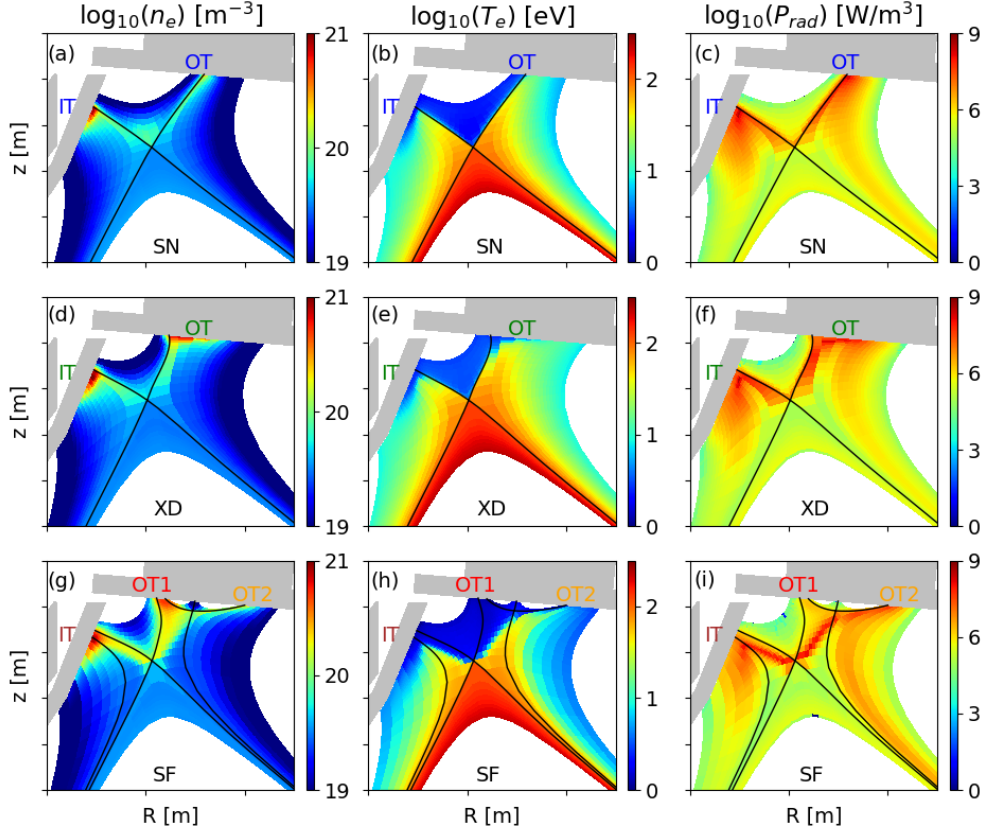 log₁₀(nₑ) [m⁻³] log₁₀(Tₑ) [eV] log₁₀(P_rad) [W/m³]
(a) OT IT SN 21 20 19 z [m]
(b) OT SN 2 1 0
(c) OT IT SN 9 6 3 0
(d) OT IT XD 21 20 19 z [m]
(e) OT XD 2 1 0
(f) OT IT XD 9 6 3 0
(g) OT1 OT2 IT SF 21 20 19 z [m]
(h) OT1 OT2 IT SF 2 1 0
(i) OT1 OT2 IT SF 9 6 3 0
R [m] R [m] R [m]